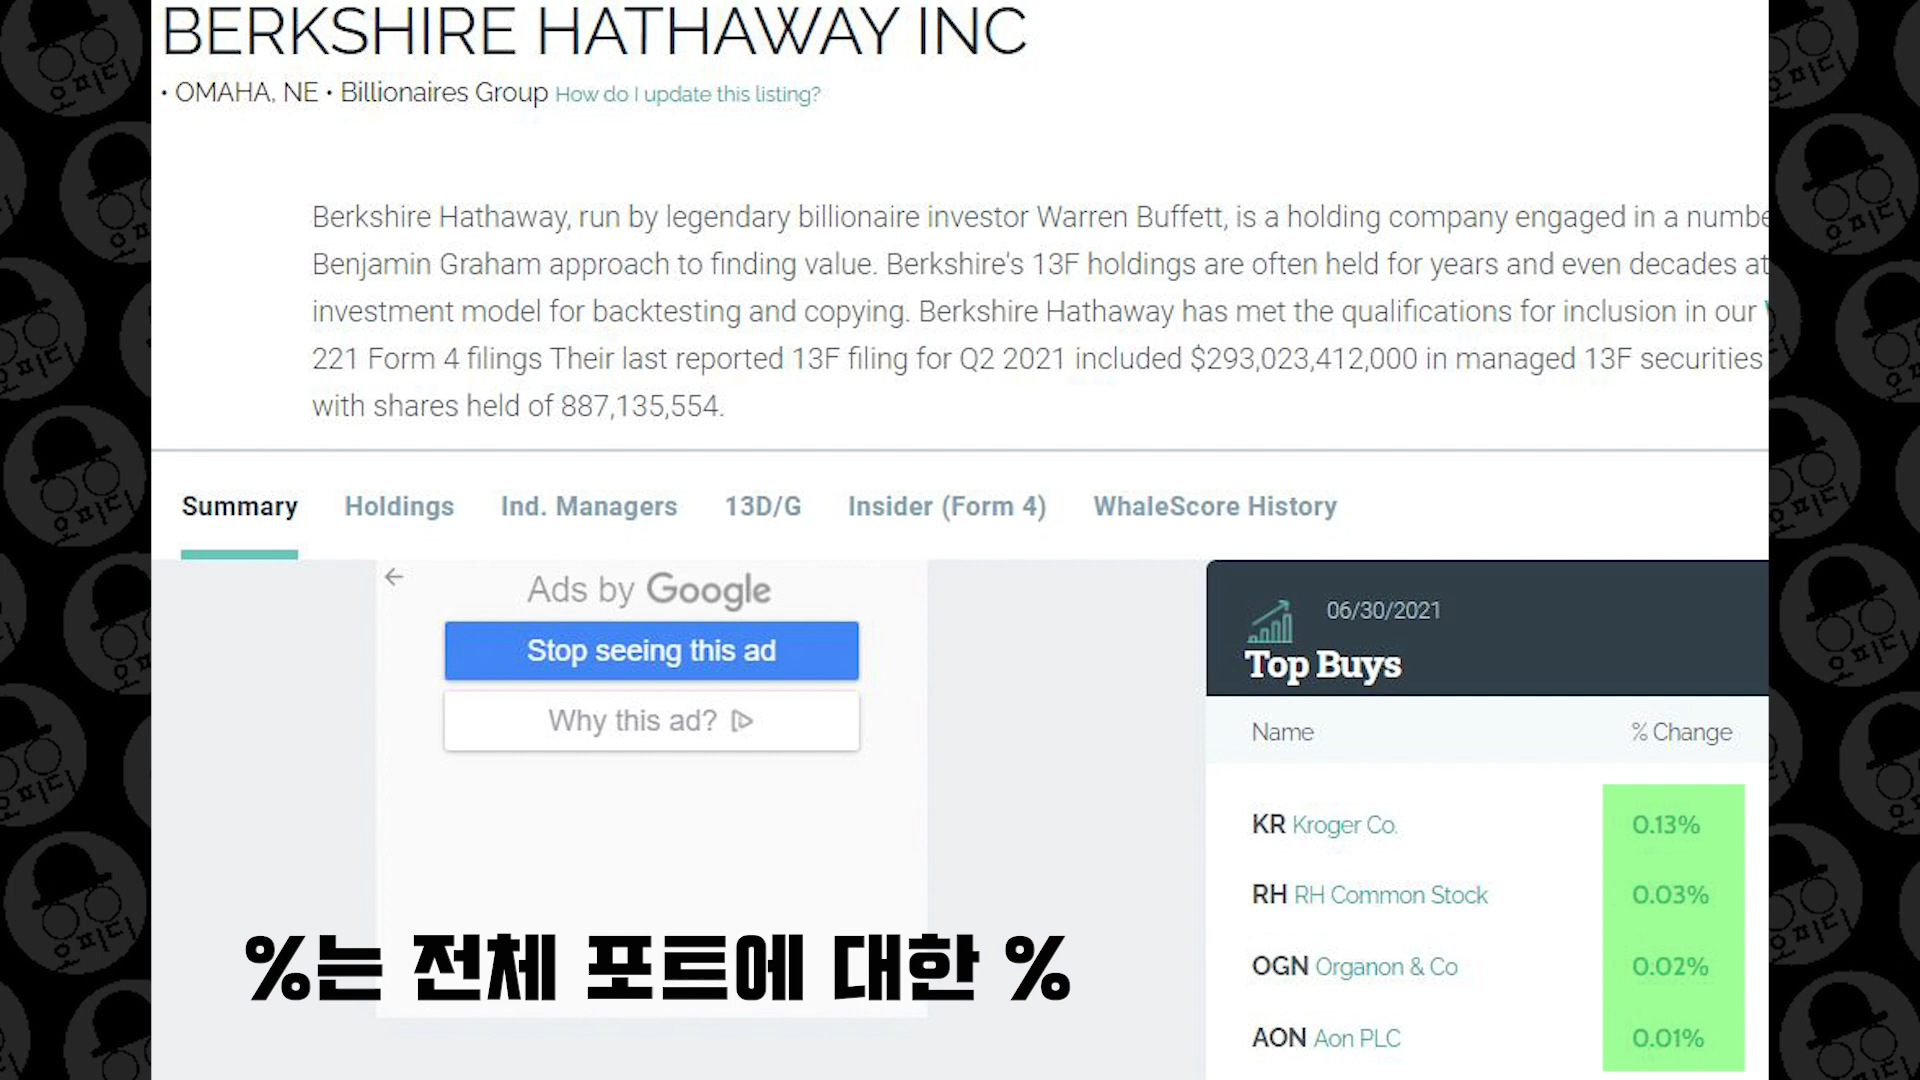 BERKSHIRE HATHAWAY INC
• OMAHA, NE • Billionaires Group How do I update this listing?
Berkshire Hathaway, run by legendary billionaire investor Warren Buffett, is a holding company engaged in a numbe
Benjamin Graham approach to finding value. Berkshire's 13F holdings are often held for years and even decades at
investment model for backtesting and copying. Berkshire Hathaway has met the qualifications for inclusion in our
221 Form 4 filings Their last reported 13F filing for Q2 2021 included $293,023,412,000 in managed 13F securities
with shares held of 887,135,554.
Summary Holdings Ind. Managers 13D/G Insider (Form 4) WhaleScore History
Ads by Google
Stop seeing this ad
Why this ad?
06/30/2021
Top Buys
Name % Change
KR Kroger Co. 0.13%
RH RH Common Stock 0.03%
OGN Organon & Co 0.02%
AON Aon PLC 0.01%
%는 전체 포트에 대한 %
오피디